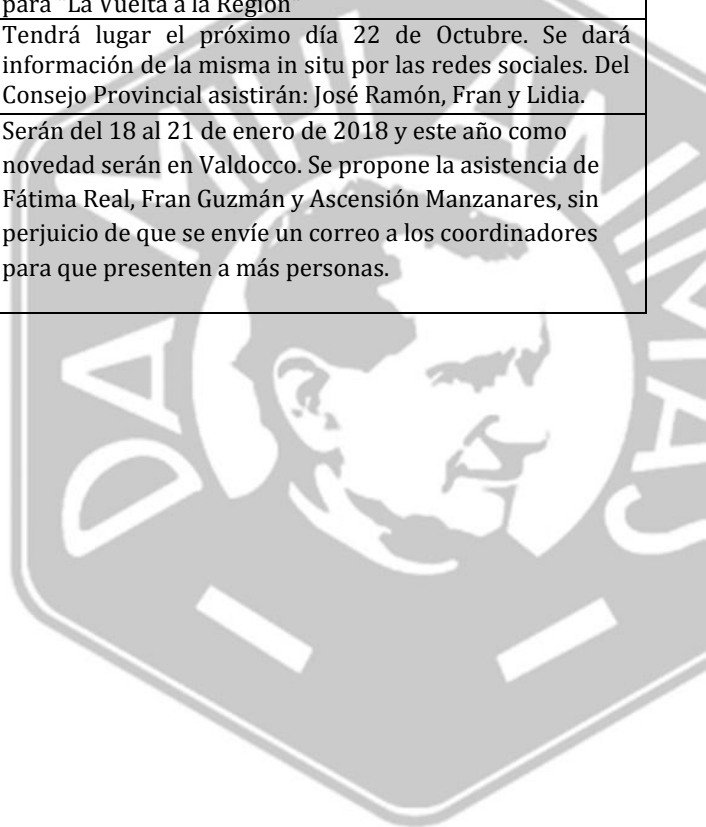 para "La Vuelta a la Región"
Tendrá lugar el próximo día 22 de Octubre. Se dará
información de la misma in situ por las redes sociales. Del
Consejo Provincial asistirán: José Ramón, Fran y Lidia.
Serán del 18 al 21 de enero de 2018 y este año como
novedad serán en Valdocco. Se propone la asistencia de
Fátima Real, Fran Guzmán y Ascensión Manzanares, sin
perjuicio de que se envíe un correo a los coordinadores
para que presenten a más personas.
DA MIHI ANIMAS